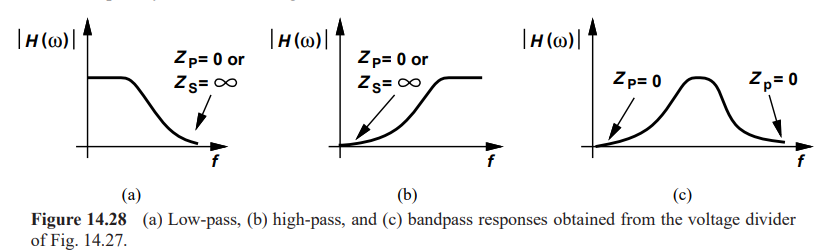 |H(ω)|
Z_P = 0 or
Z_S = ∞
f
(a)
|H(ω)|
Z_P = 0 or
Z_S = ∞
f
(b)
|H(ω)|
Z_P = 0
Z_p = 0
f
(c)
Figure 14.28 (a) Low-pass, (b) high-pass, and (c) bandpass responses obtained from the voltage divider
of Fig. 14.27.